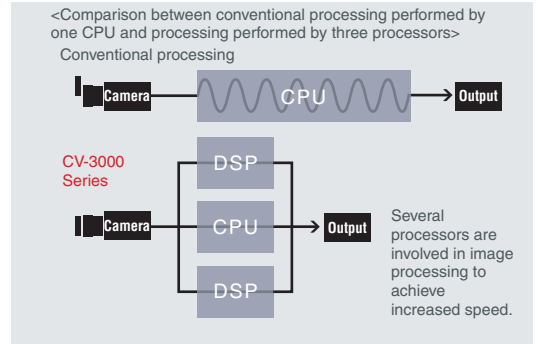 <Comparison between conventional processing performed by
one CPU and processing performed by three processors>
Conventional processing
Camera
CPU
Output
CV-3000
Series
DSP
Camera
CPU
Output
DSP
Several
processors are
involved in image
processing to
achieve
increased speed.